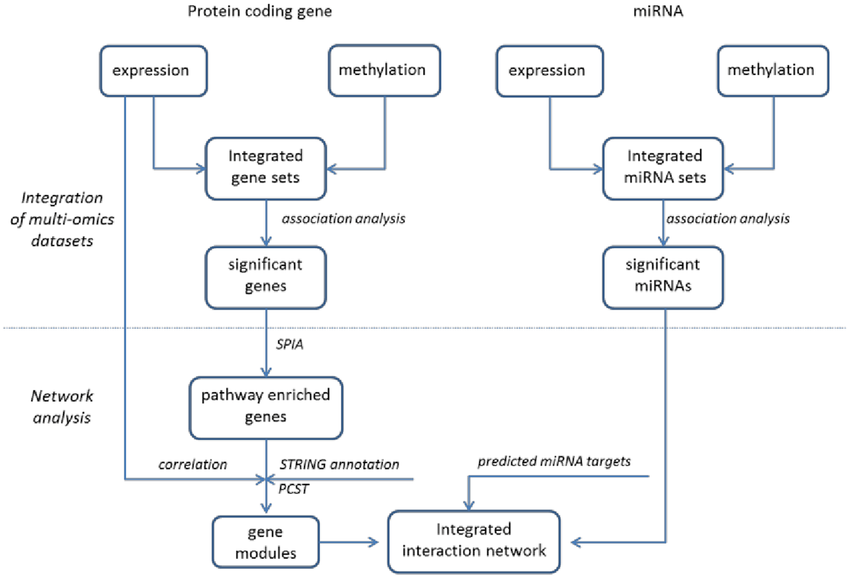 Protein coding gene
miRNA
expression
methylation
expression
methylation
Integrated
gene sets
Integrated
miRNA sets
Integration
of multi-omics
datasets
association analysis
association analysis
significant
genes
significant
miRNAs
SPIA
Network
analysis
pathway enriched
genes
correlation
STRING annotation
predicted miRNA targets
PCST
gene
modules
Integrated
interaction network